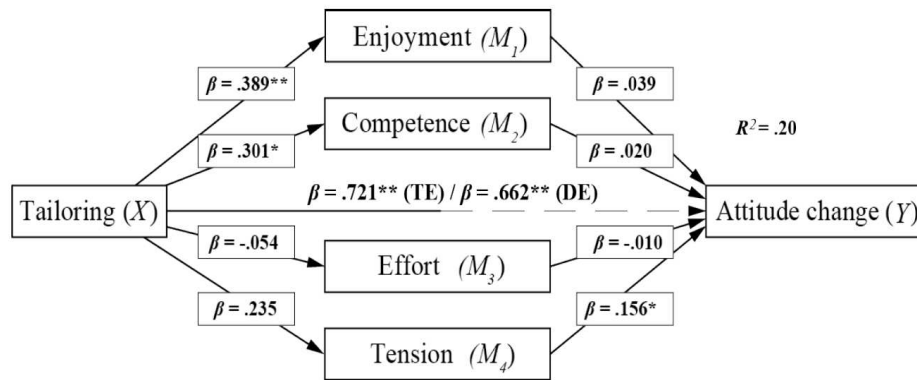 Enjoyment (M1)
β = .389**
β = .039
Competence (M2)
R² = .20
β = .301*
β = .020
β = .721** (TE) / β = .662** (DE)
Tailoring (X)
Attitude change (Y)
β = -.054
β = -.010
Effort (M3)
β = .235
β = .156*
Tension (M4)